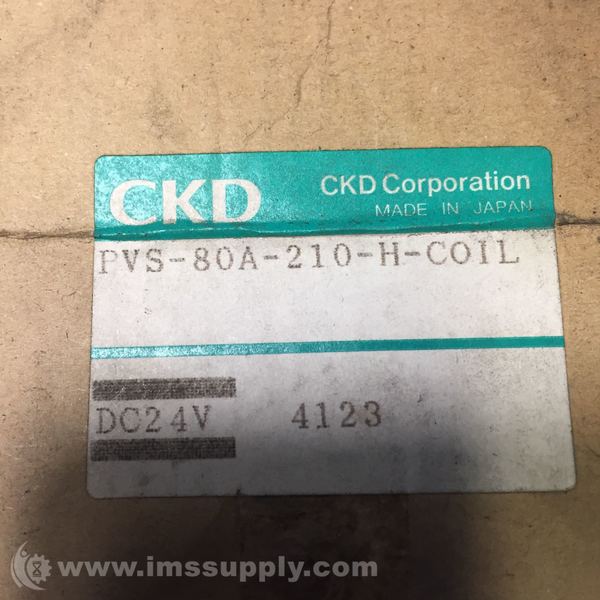 CKD
CKD Corporation
MADE IN JAPAN
PVS-80A-210-H-COIL
DC24V 4123
www.imssupply.com